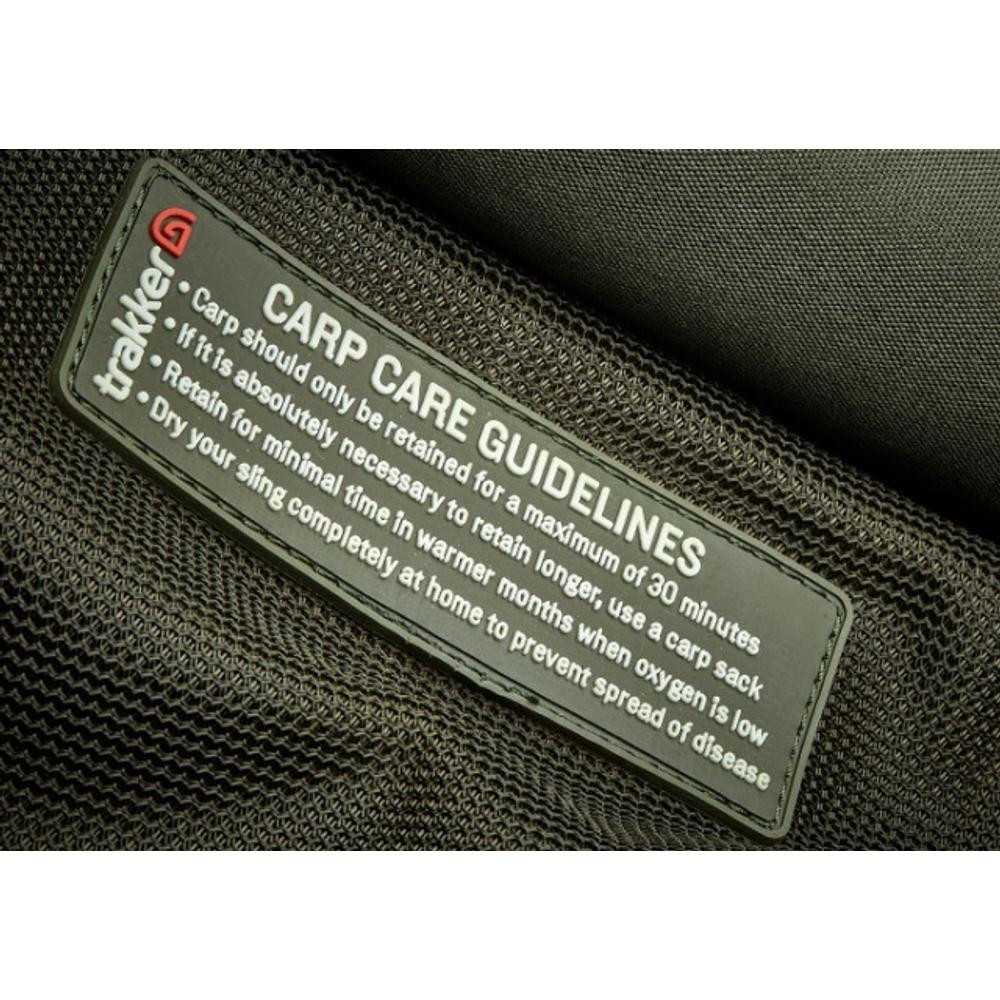 trakker
CARP CARE GUIDELINES
• Carp should only be retained for a maximum of 30 minutes
• If it is absolutely necessary to retain longer, use a carp sack
• Retain for minimal time in warmer months when oxygen is low
• Dry your sling completely at home to prevent spread of disease